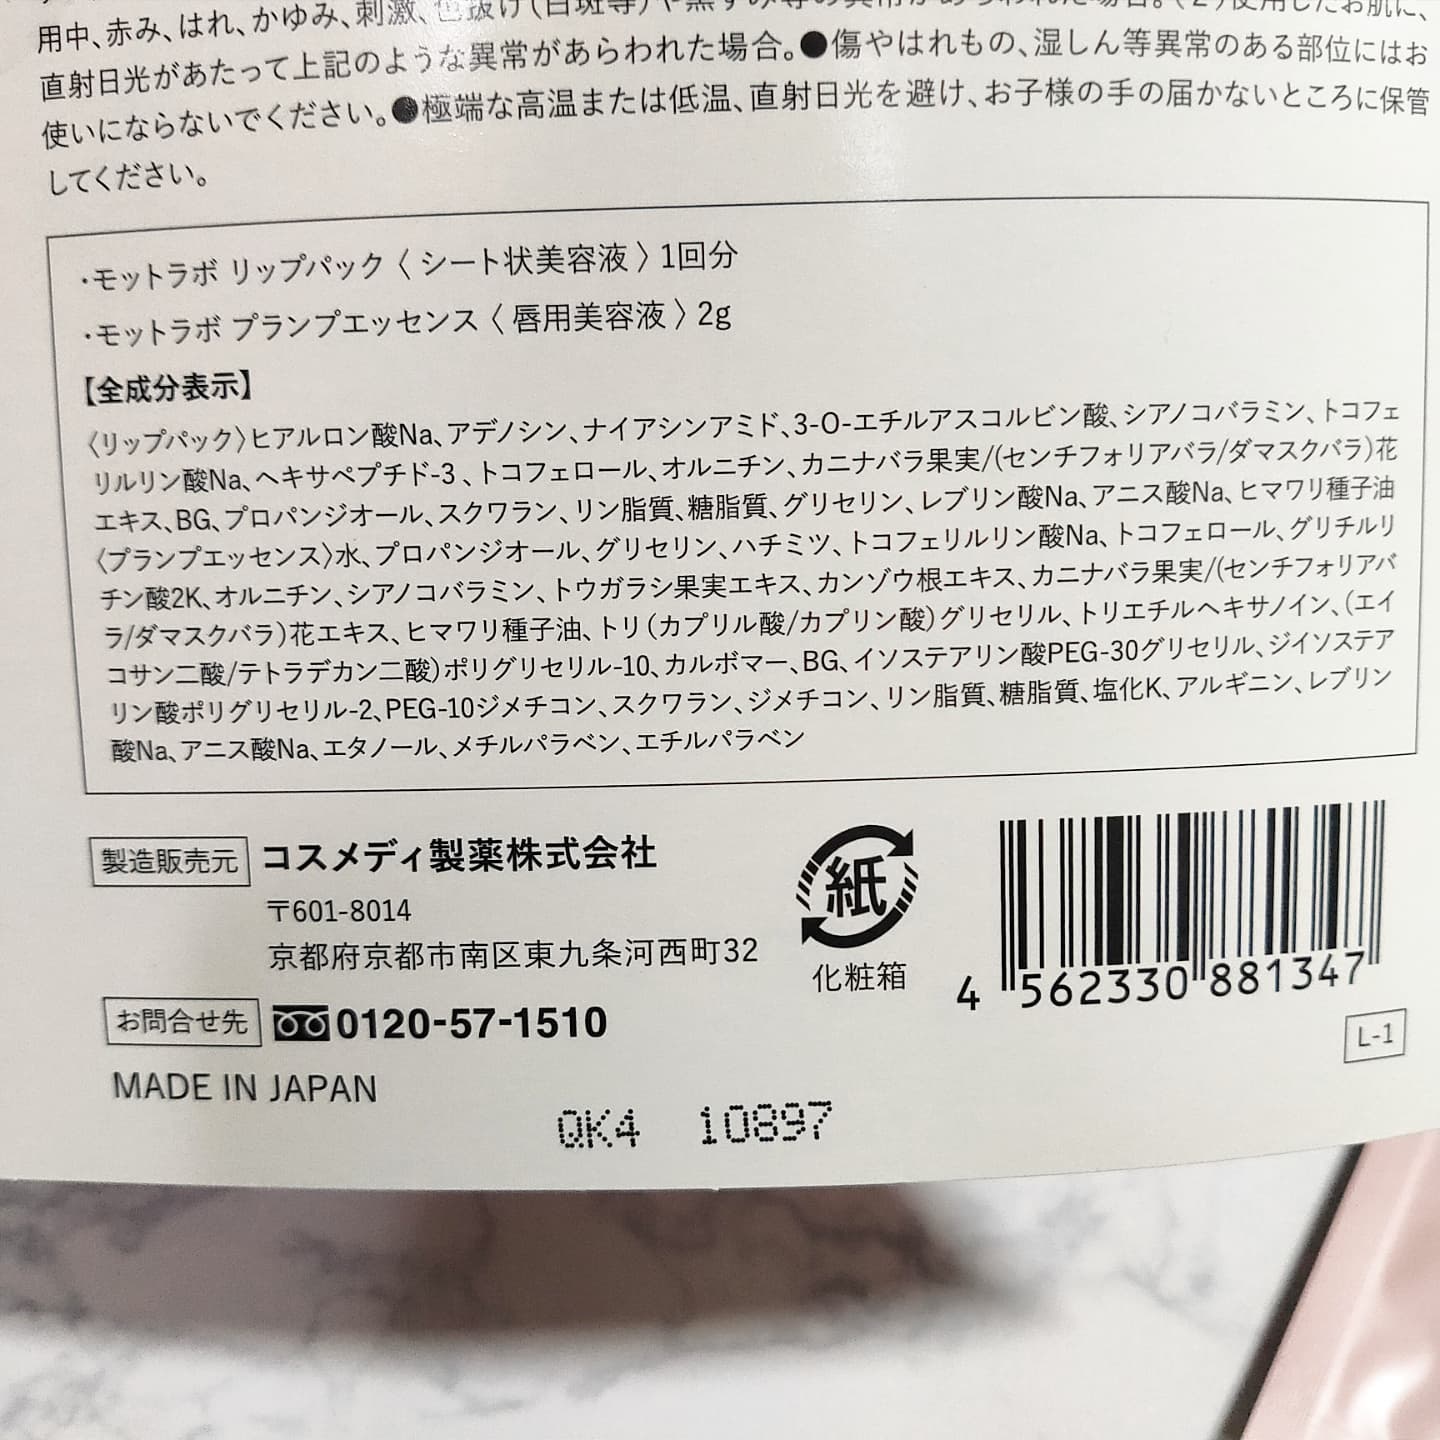 用中、赤み、はれ、かゆみ、刺激、色抜け(白斑等)や黒ずみ等の異常があらわれた場合。(2)使用したお肌に、
直射日光があたって上記のような異常があらわれた場合。●傷やはれもの、湿しん等異常のある部位にはお
使いにならないでください。●極端な高温または低温、直射日光を避け、お子様の手の届かないところに保管
してください。
・モットラボ リップパック〈シート状美容液〉1回分
・モットラボ プランプエッセンス〈唇用美容液〉2g
【全成分表示】
〈リップパック〉ヒアルロン酸Na、アデノシン、ナイアシンアミド、3-O-エチルアスコルビン酸、シアノコバラミン、トコフェ
リルリン酸Na、ヘキサペプチド-3、トコフェロール、オルニチン、カニナバラ果実/(センチフォリアバラ/ダマスクバラ)花
エキス、BG、プロパンジオール、スクワラン、リン脂質、糖脂質、グリセリン、レブリン酸Na、アニス酸Na、ヒマワリ種子油
〈プランプエッセンス〉水、プロパンジオール、グリセリン、ハチミツ、トコフェリルリン酸Na、トコフェロール、グリチルリ
チン酸2K、オルニチン、シアノコバラミン、トウガラシ果実エキス、カンゾウ根エキス、カニナバラ果実/(センチフォリアバ
ラ/ダマスクバラ)花エキス、ヒマワリ種子油、トリ(カプリル酸/カプリン酸)グリセリル、トリエチルヘキサノイン、(エイ
コサン二酸/テトラデカン二酸)ポリグリセリル-10、カルボマー、BG、イソステアリン酸PEG-30グリセリル、ジイソステア
リン酸ポリグリセリル-2、PEG-10ジメチコン、スクワラン、ジメチコン、リン脂質、糖脂質、塩化K、アルギニン、レブリン
酸Na、アニス酸Na、エタノール、メチルパラベン、エチルパラベン
製造販売元 コスメディ製薬株式会社
〒601-8014
京都府京都市南区東九条河西町32
お問合せ先 0120-57-1510
MADE IN JAPAN
紙
化粧箱
4 562330 881347
L-1
QK4 10897